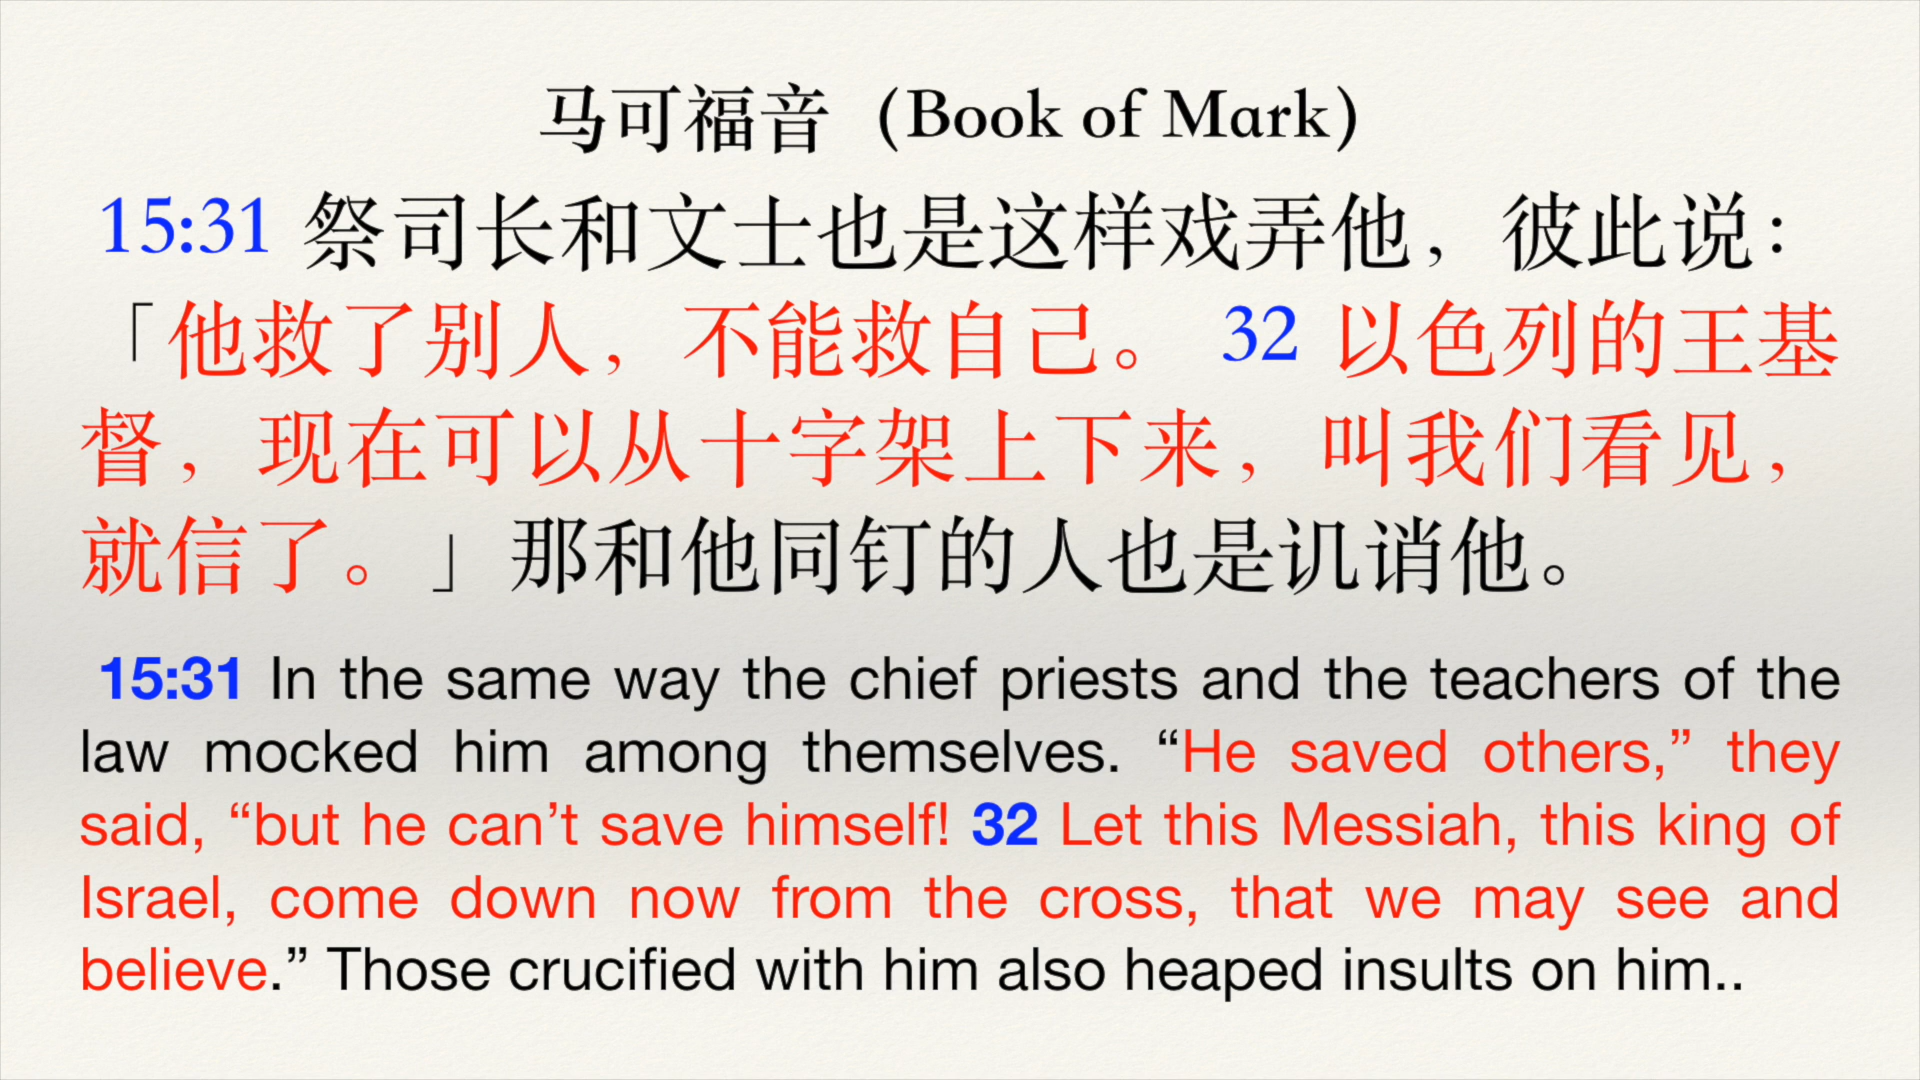 马可福音（Book of Mark）
15:31 祭司长和文士也是这样戏弄他，彼此说：
「他救了别人，不能救自己。 32 以色列的王基
督，现在可以从十字架上下来，叫我们看见，
就信了。」那和他同钉的人也是讥诮他。
15:31 In the same way the chief priests and the teachers of the
law mocked him among themselves. “He saved others,” they
said, “but he can’t save himself! 32 Let this Messiah, this king of
Israel, come down now from the cross, that we may see and
believe.” Those crucified with him also heaped insults on him..